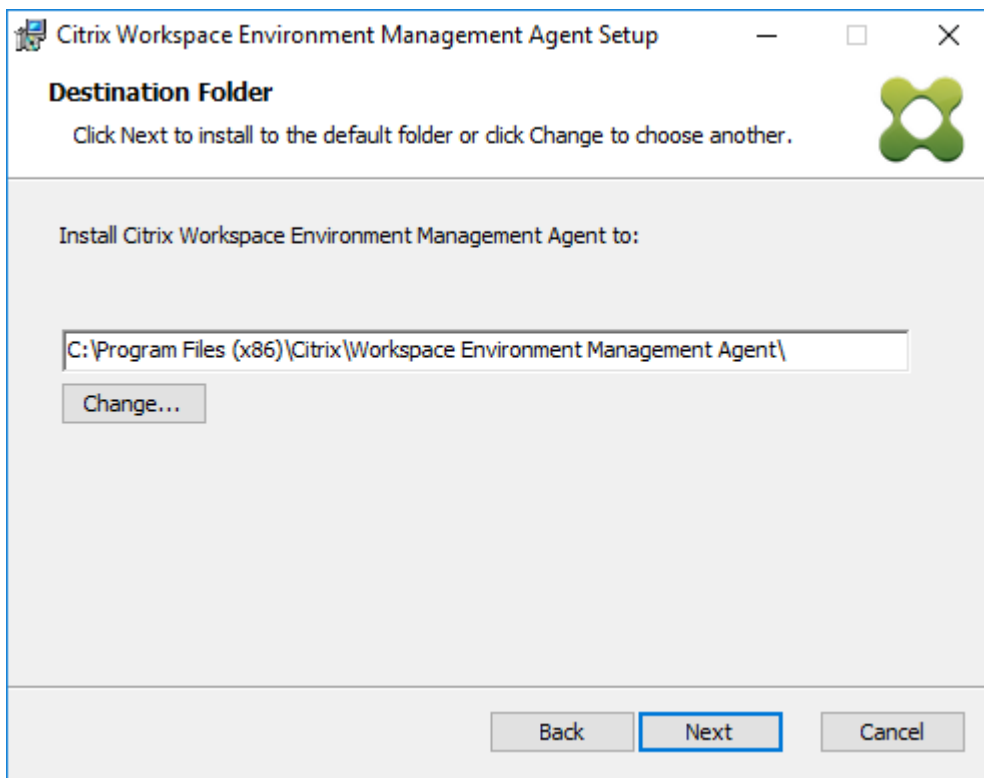 Citrix Workspace Environment Management Agent Setup
Destination Folder
Click Next to install to the default folder or click Change to choose another.
Install Citrix Workspace Environment Management Agent to:
C:\Program Files (x86)\Citrix\Workspace Environment Management Agent\
Change...
Back Next Cancel